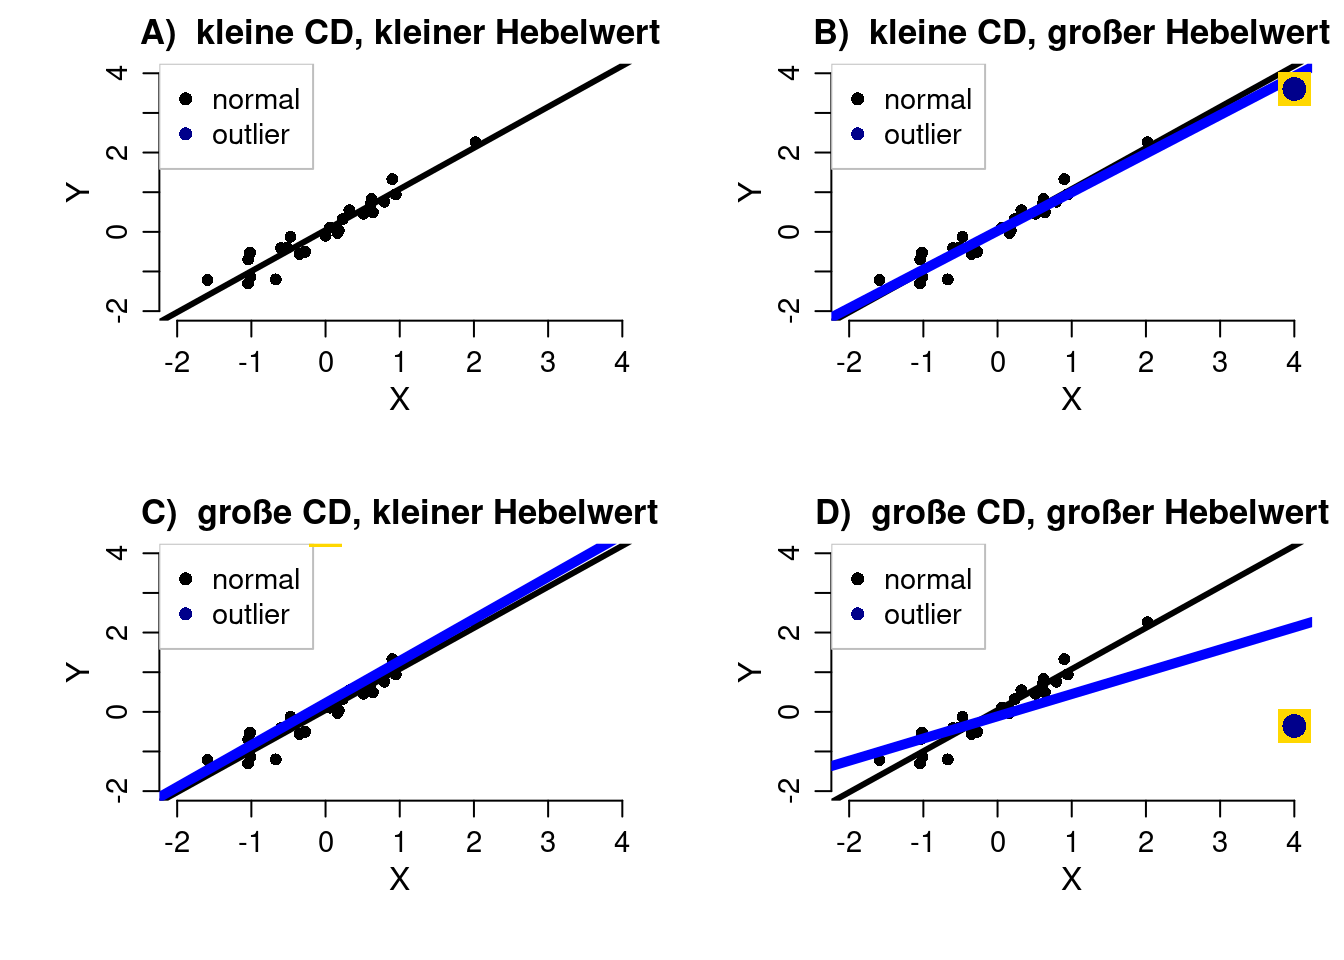 A)  kleine CD, kleiner Hebelwert
normal
outlier
Y
4
2
0
-2
-2 -1 0 1 2 3 4
X
B)  kleine CD, großer Hebelwert
normal
outlier
Y
4
2
0
-2
-2 -1 0 1 2 3 4
X
C)  große CD, kleiner Hebelwert
normal
outlier
Y
4
2
0
-2
-2 -1 0 1 2 3 4
X
D)  große CD, großer Hebelwert
normal
outlier
Y
4
2
0
-2
-2 -1 0 1 2 3 4
X